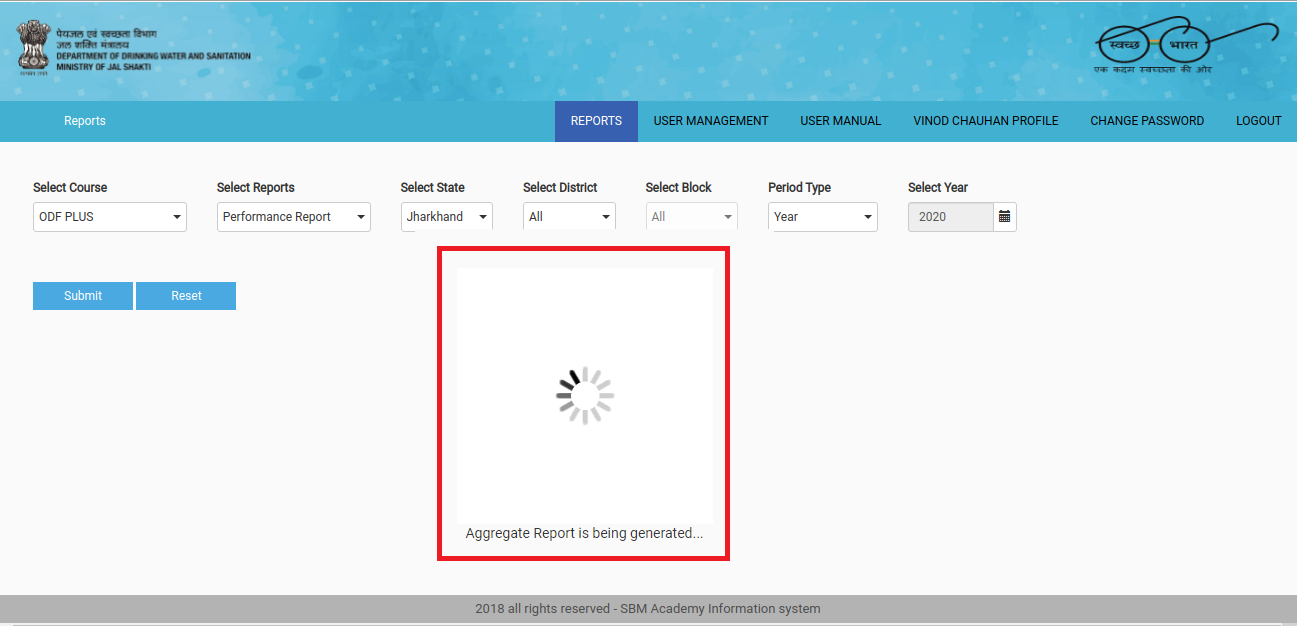 पेयजल एवं स्वच्छता विभाग
जल शक्ति मंत्रालय
DEPARTMENT OF DRINKING WATER AND SANITATION
MINISTRY OF JAL SHAKTI
स्वच्छ भारत
एक कदम स्वच्छता की ओर
Reports
REPORTS USER MANAGEMENT USER MANUAL VINOD CHAUHAN PROFILE CHANGE PASSWORD LOGOUT
Select Course Select Reports Select State Select District Select Block Period Type Select Year
ODF PLUS Performance Report Jharkhand All All Year 2020
Submit Reset
Aggregate Report is being generated...
2018 all rights reserved - SBM Academy Information system